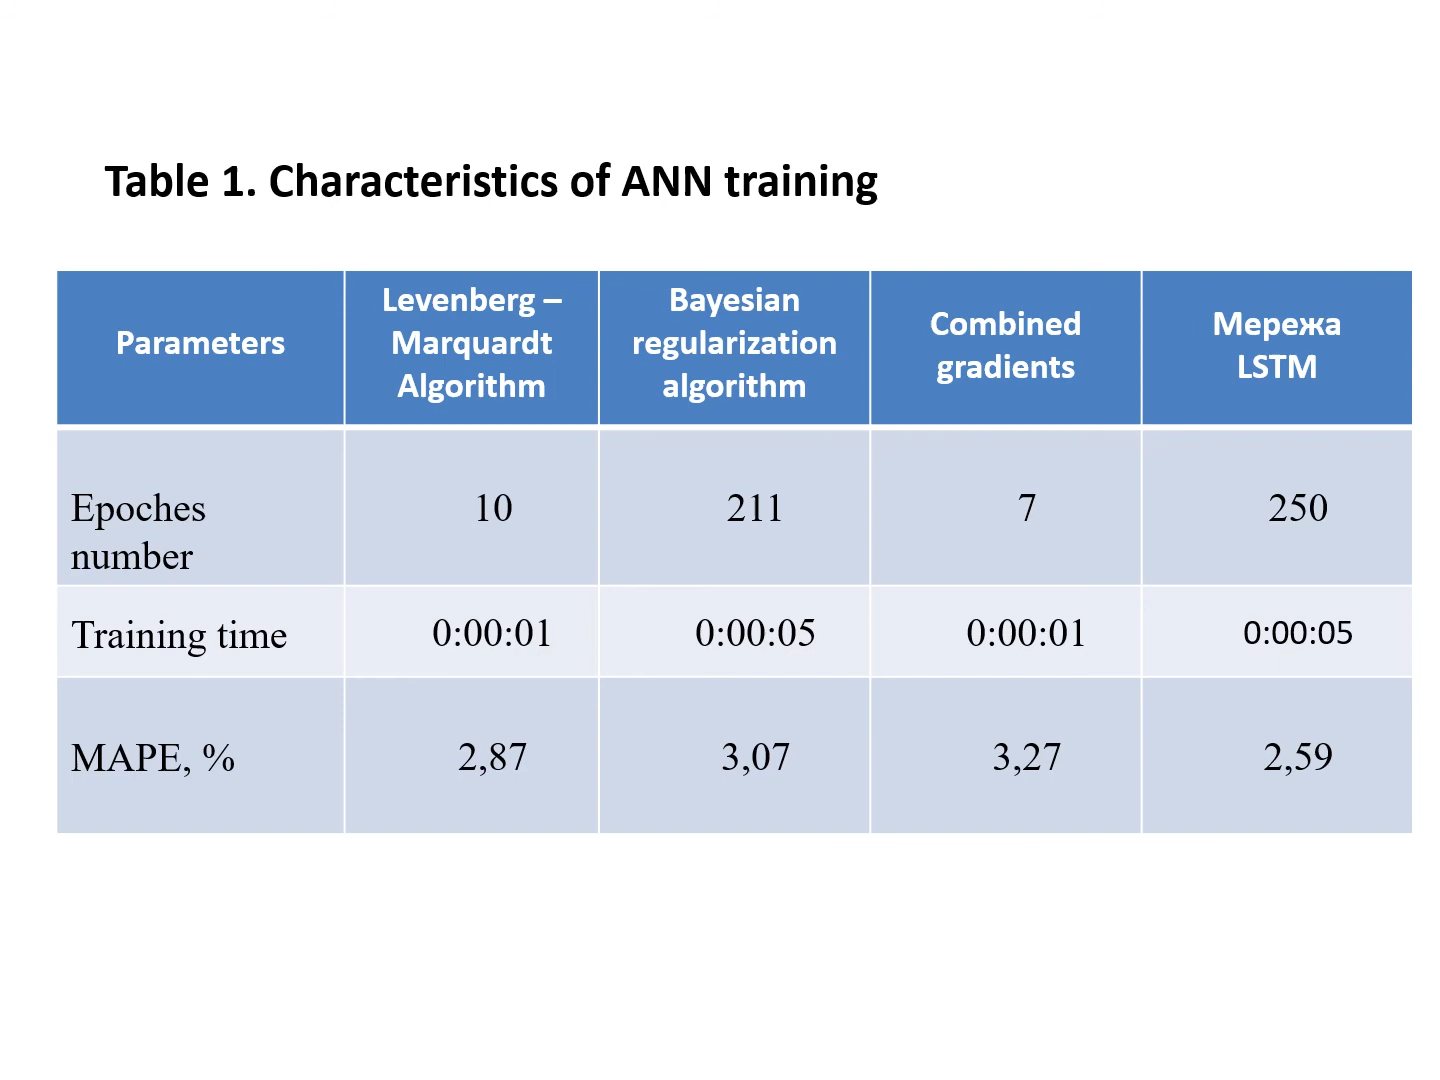 Table 1. Characteristics of ANN training
Parameters
Levenberg –
Marquardt
Algorithm
Bayesian
regularization
algorithm
Combined
gradients
Мережа
LSTM
Epoches
number
10
211
7
250
Training time
0:00:01
0:00:05
0:00:01
0:00:05
MAPE, %
2,87
3,07
3,27
2,59